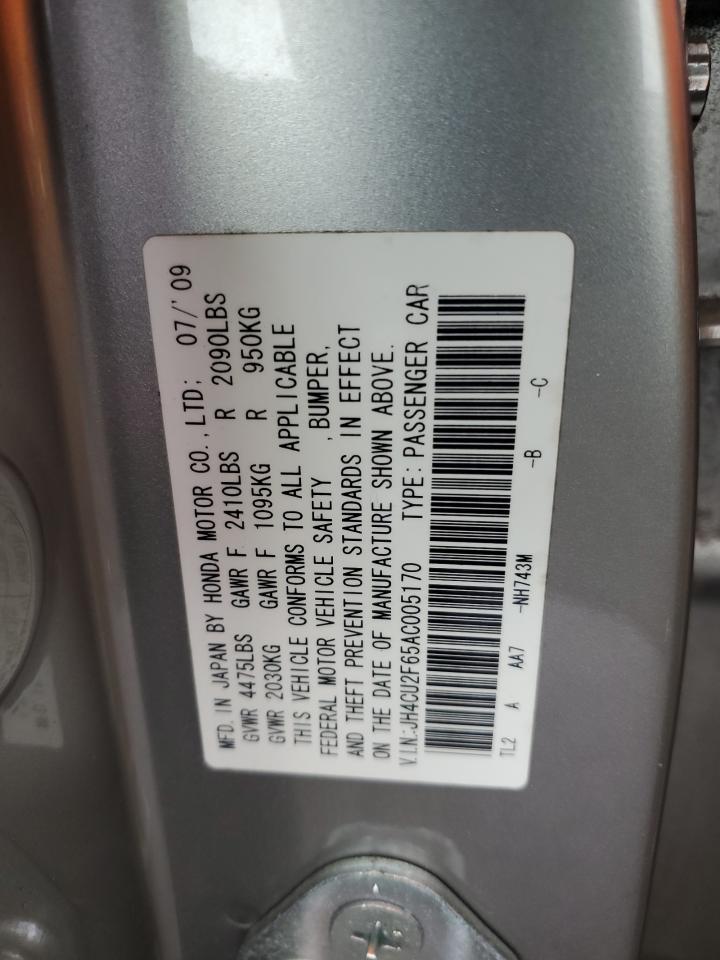 MFD. IN JAPAN BY HONDA MOTOR CO., LTD; 07/'09
GVWR 4475LBS GAWR F 2410LBS R 2090LBS
GVWR 2030KG GAWR F 1095KG R 950KG
THIS VEHICLE CONFORMS TO ALL APPLICABLE
FEDERAL MOTOR VEHICLE SAFETY , BUMPER,
AND THEFT PREVENTION STANDARDS IN EFFECT
ON THE DATE OF MANUFACTURE SHOWN ABOVE.
V.I.N:JH4CU2F65AC005170 TYPE: PASSENGER CAR
TL2 A AA7 -NH743M -B -C